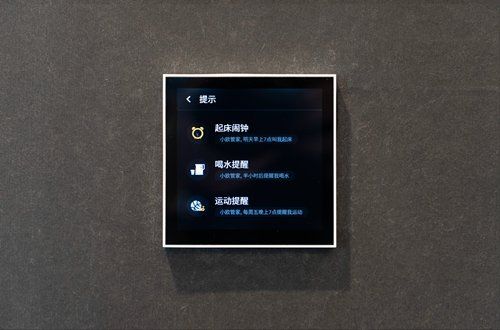 提示
起床闹钟
小欧管家, 明天早上7点叫我起床
喝水提醒
小欧管家, 半小时后提醒我喝水
运动提醒
小欧管家, 每周五晚上7点提醒我运动